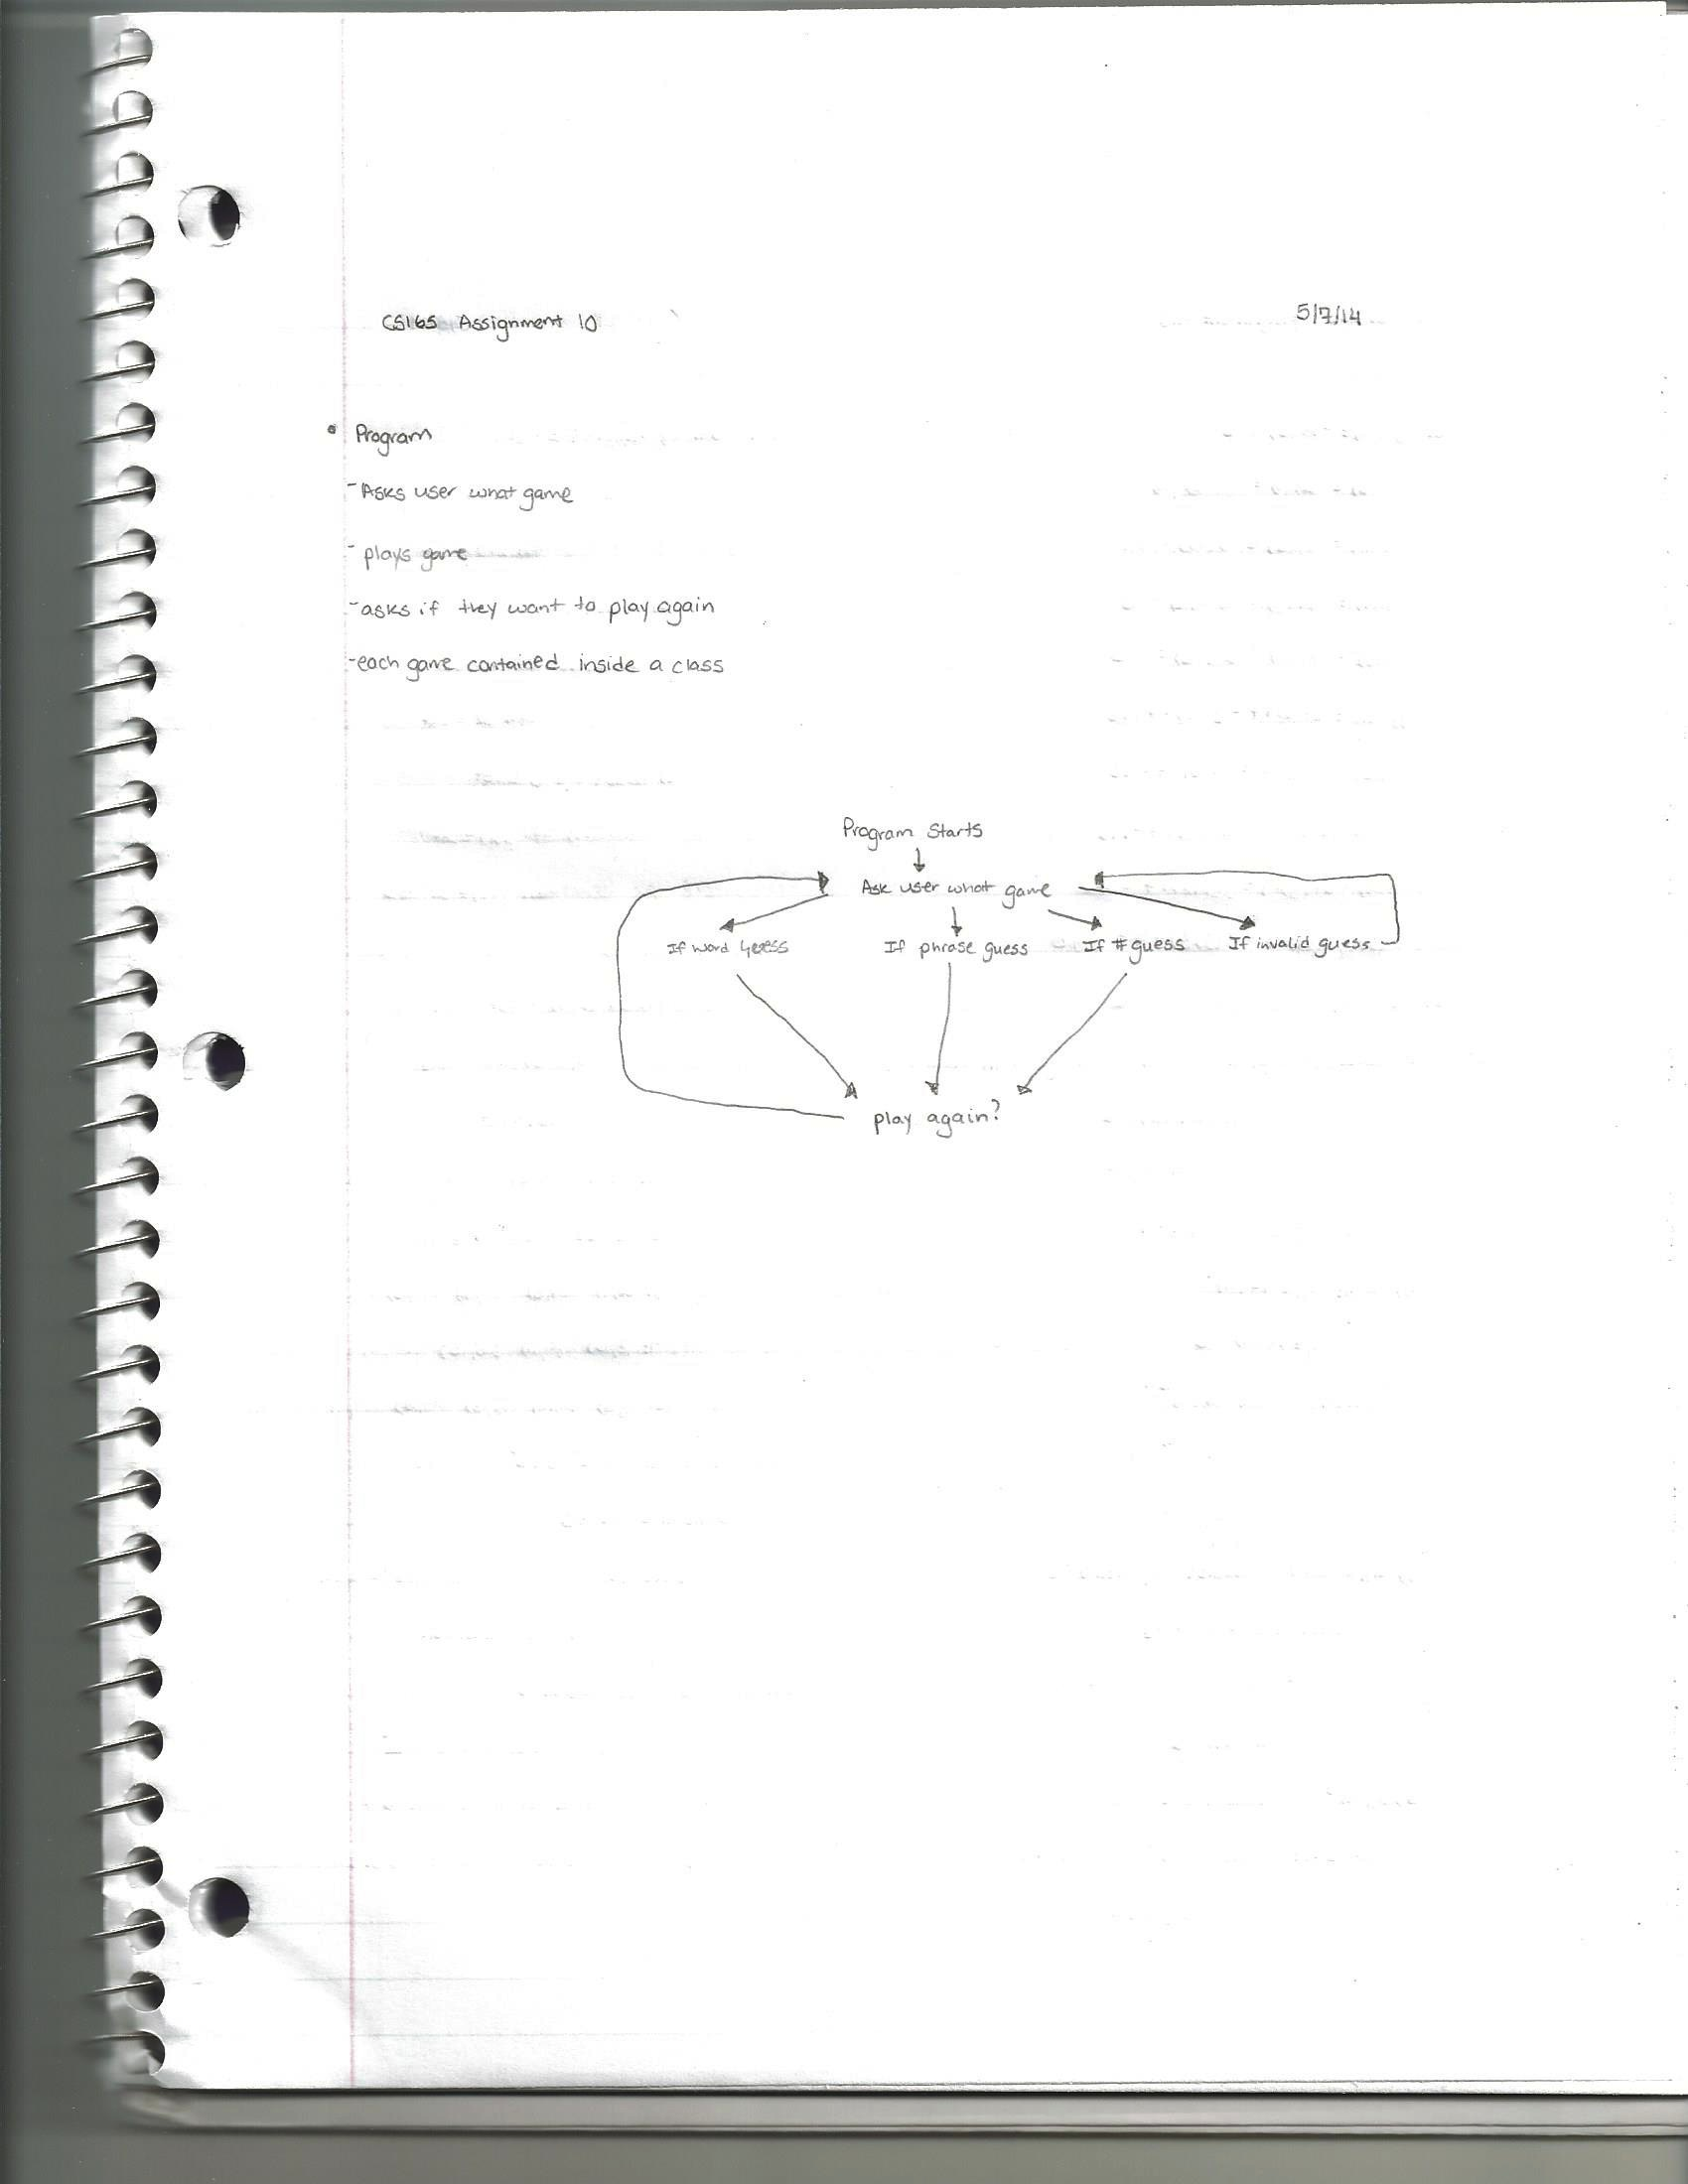 CS165 Assignment 10 5/7/14
• Program
- Asks user what game
- plays game
- asks if they want to play again
- each game contained inside a class
Program Starts
Ask user what game
If word guess If phrase guess If # guess If invalid guess
play again?